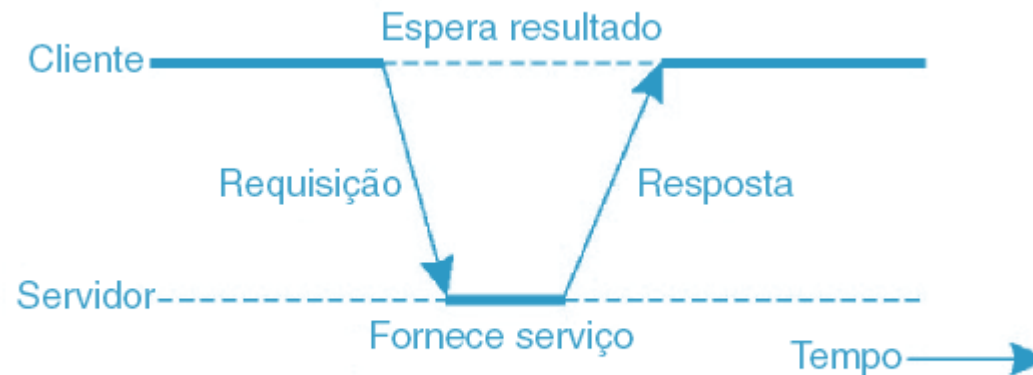 Espera resultado
Cliente
Requisição
Resposta
Servidor
Fornece serviço
Tempo